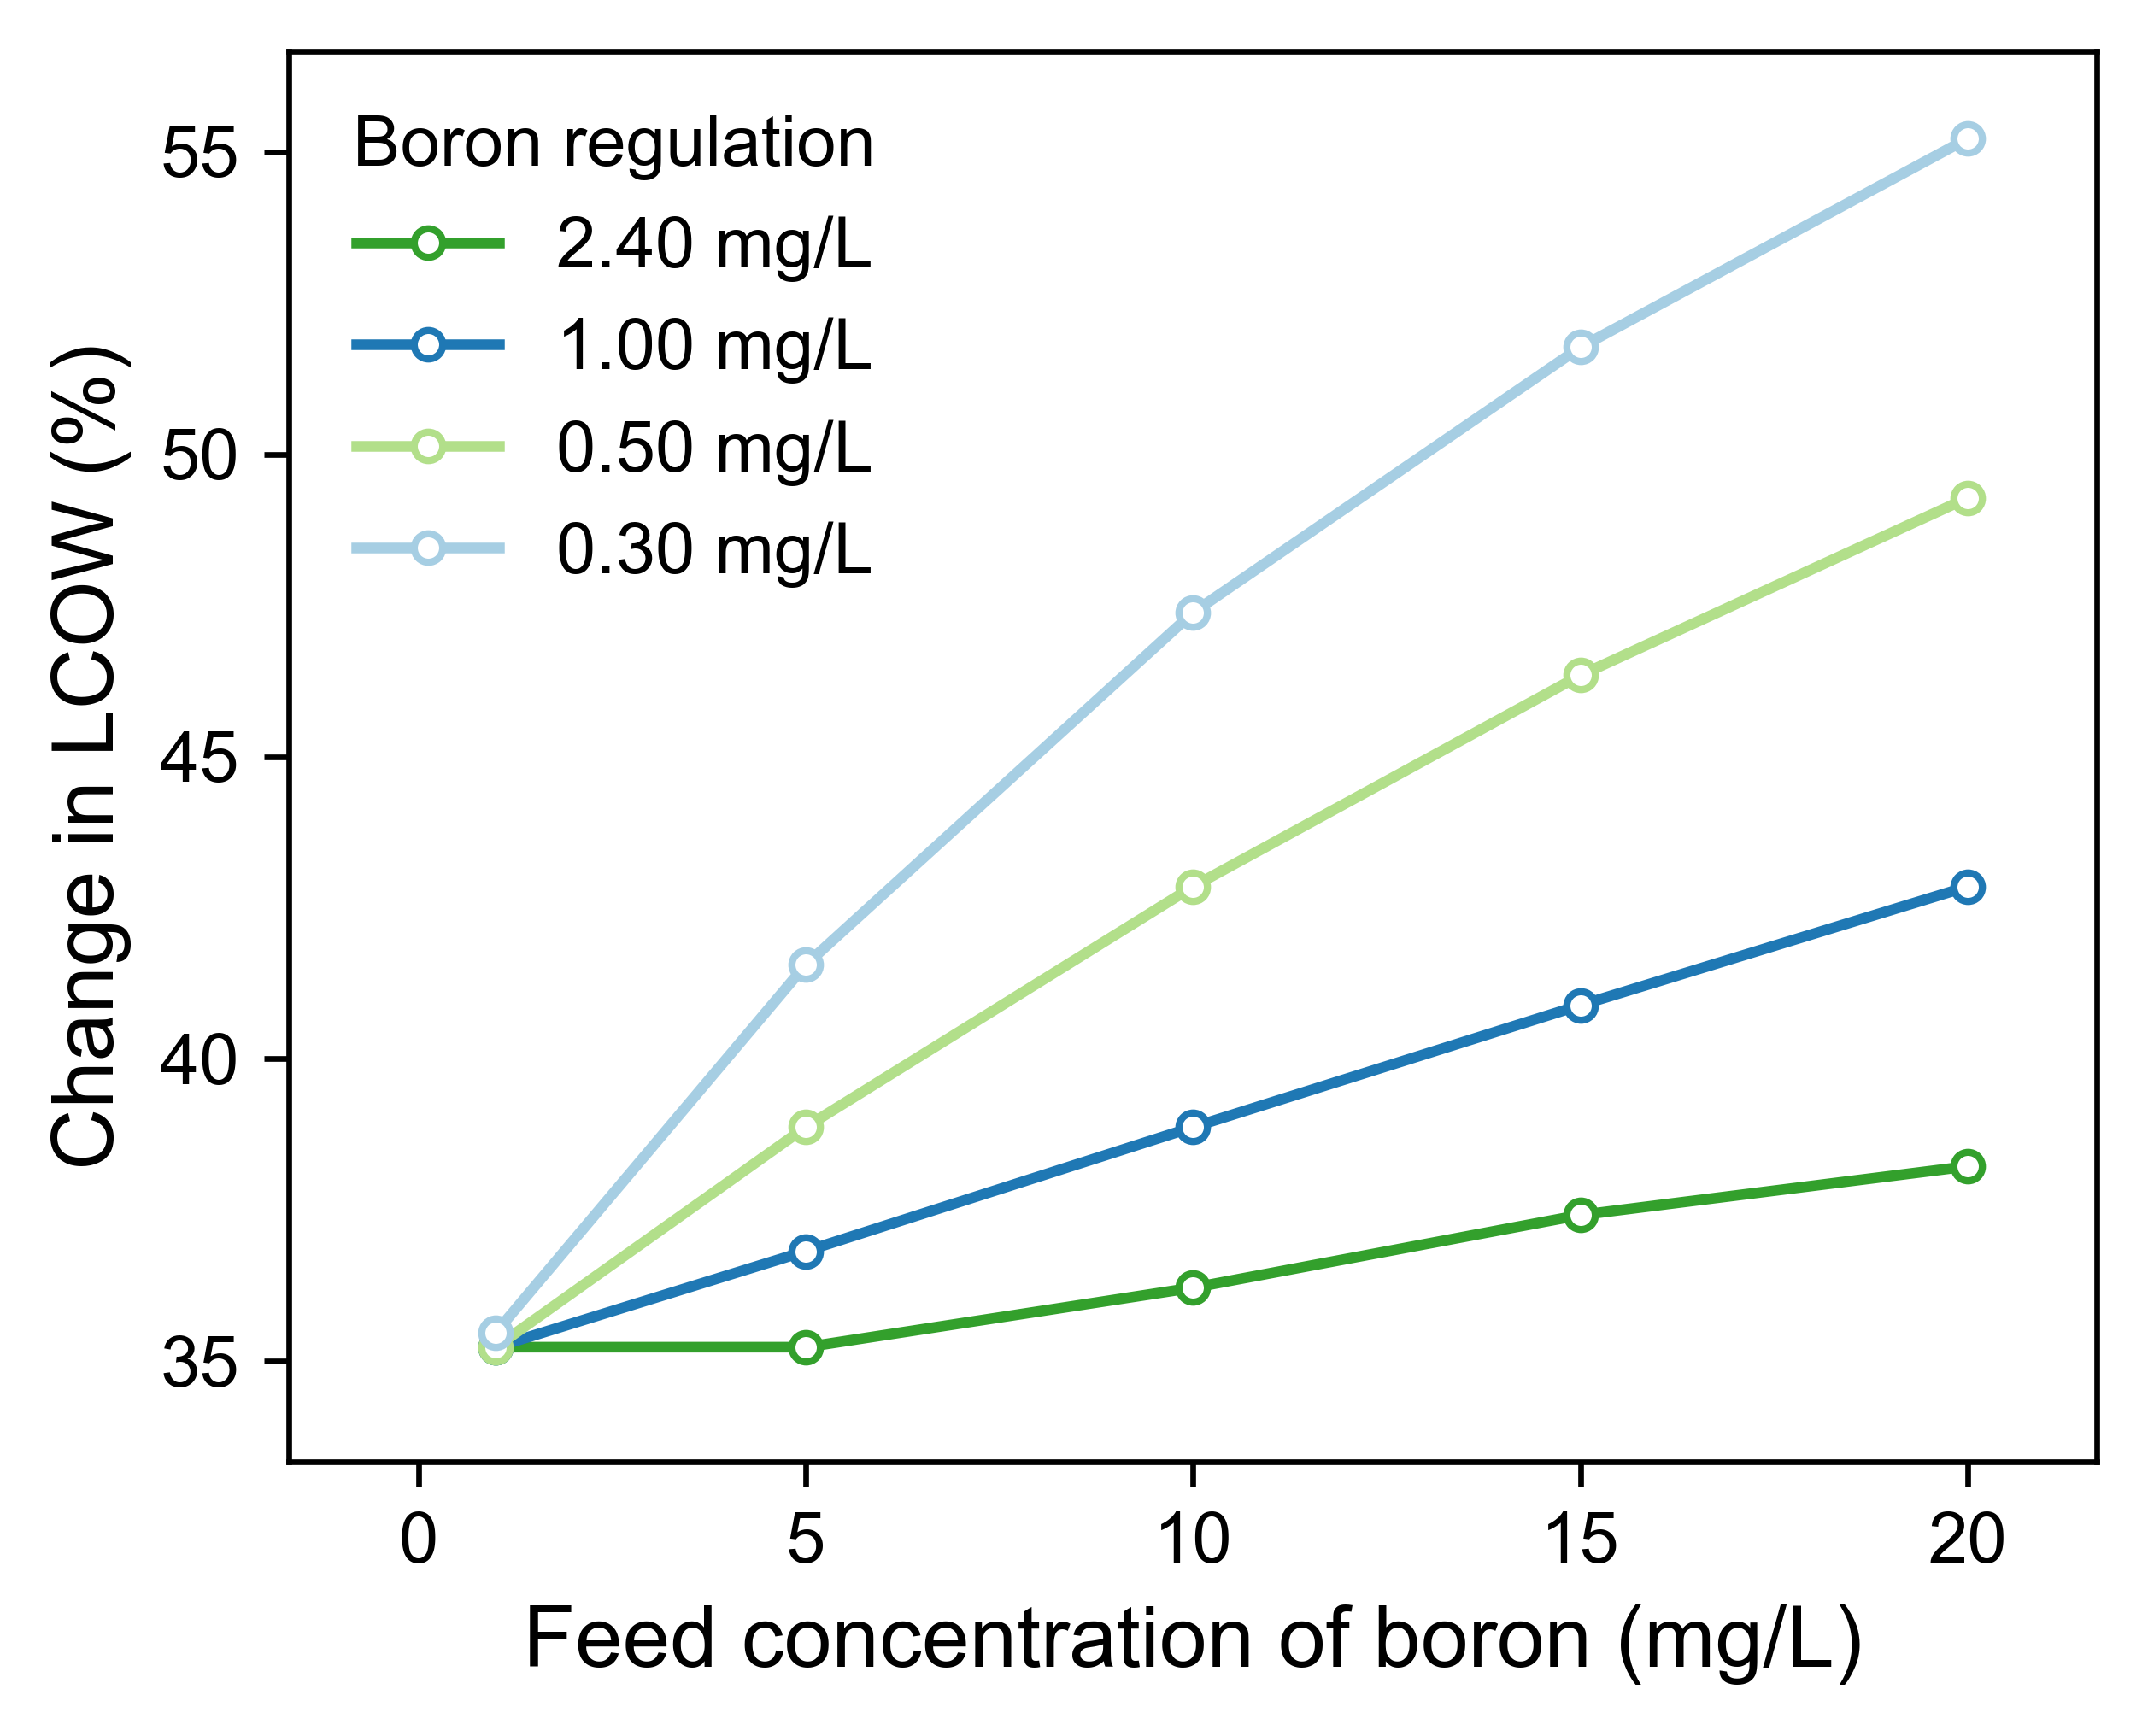 Boron regulation
2.40 mg/L
1.00 mg/L
0.50 mg/L
0.30 mg/L
Change in LCOW (%)
55
50
45
40
35
0 5 10 15 20
Feed concentration of boron (mg/L)